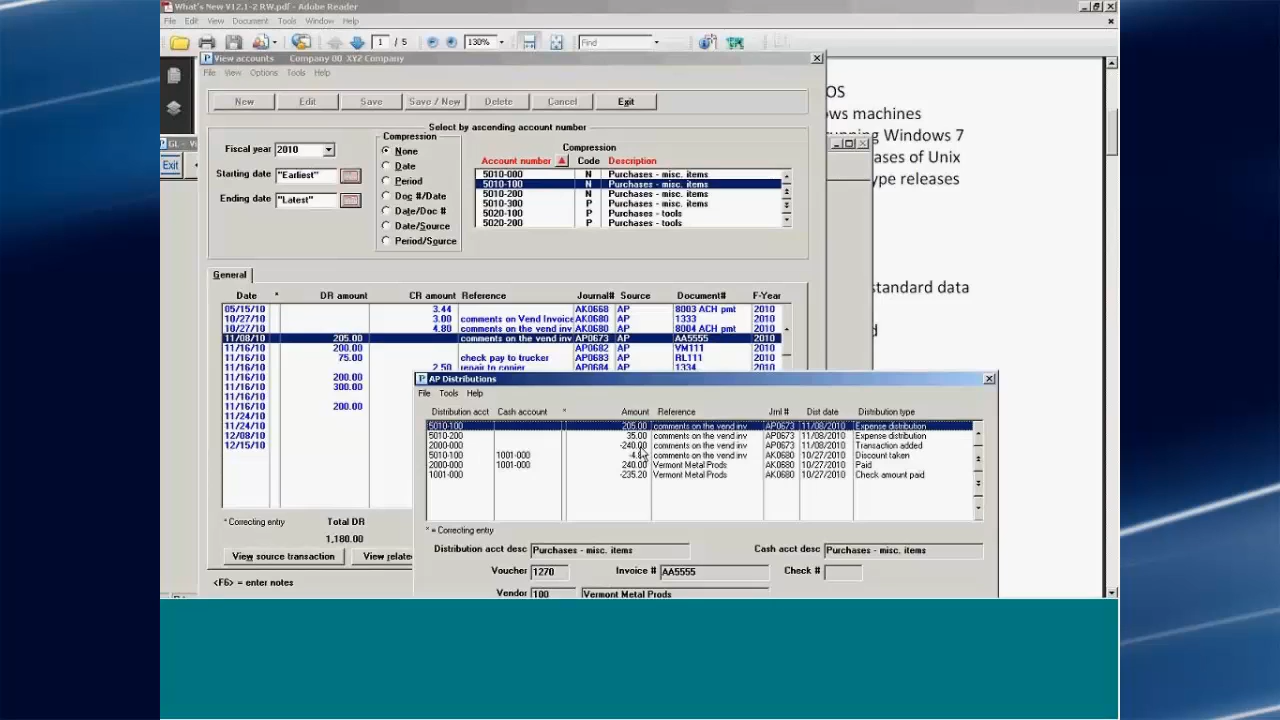 What's New V12.1-2 RW.pdf - Adobe Reader
File Edit View Document Tools Window Help
1 / 5 130% Find
View accounts Company 00 XYZ Company
File View Options Tools Help
New Edit Save Save / New Delete Cancel Exit
OS
ows machines
running Windows 7
ases of Unix
ype releases
standard data
d
GL - V
Exit
Select by ascending account number
Fiscal year 2010
Starting date "Earliest"
Ending date "Latest"
Compression
None
Date
Period
Doc #/Date
Date/Doc #
Date/Source
Period/Source
Compression
Account number Code Description
5010-000 N Purchases - misc. items
5010-100 N Purchases - misc. items
5010-200 N Purchases - misc. items
5010-300 P Purchases - misc. items
5020-100 P Purchases - tools
5020-200 P Purchases - tools
General
Date * DR amount CR amount Reference Journal# Source Document# F-Year
05/15/10 3.44 AK0668 AP 8003 ACH pmt 2010
10/27/10 3.00 comments on Vend Invoice AK0680 AP 1333 2010
10/27/10 4.80 comments on the vend inv AK0680 AP 8004 ACH pmt 2010
11/08/10 205.00 comments on the vend inv AP0673 AP AA5555 2010
11/16/10 200.00 AP0682 AP VM111 2010
11/16/10 75.00 check pay to trucker AP0683 AP RL111 2010
11/16/10 2.50 repair to copier AP0684 AP 1334 2010
11/16/10 200.00
11/16/10 300.00
11/16/10
11/16/10 200.00
11/24/10
11/24/10
12/08/10
12/15/10
* Correcting entry Total DR
1,180.00
View source transaction View relate
<F6> = enter notes
AP Distributions
File Tools Help
Distribution acct Cash account * Amount Reference Jrnl # Dist date Distribution type
5010-100 205.00 comments on the vend inv AP0673 11/08/2010 Expense distribution
5010-200 35.00 comments on the vend inv AP0673 11/08/2010 Expense distribution
2000-000 -240.00 comments on the vend inv AP0673 11/08/2010 Transaction added
5010-100 1001-000 -4.80 comments on the vend inv AK0680 10/27/2010 Discount taken
2000-000 1001-000 240.00 Vermont Metal Prods AK0680 10/27/2010 Paid
1001-000 -235.20 Vermont Metal Prods AK0680 10/27/2010 Check amount paid
* = Correcting entry
Distribution acct desc Purchases - misc. items Cash acct desc Purchases - misc. items
Voucher 1270 Invoice # AA5555 Check #
Vendor 100 Vermont Metal Prods